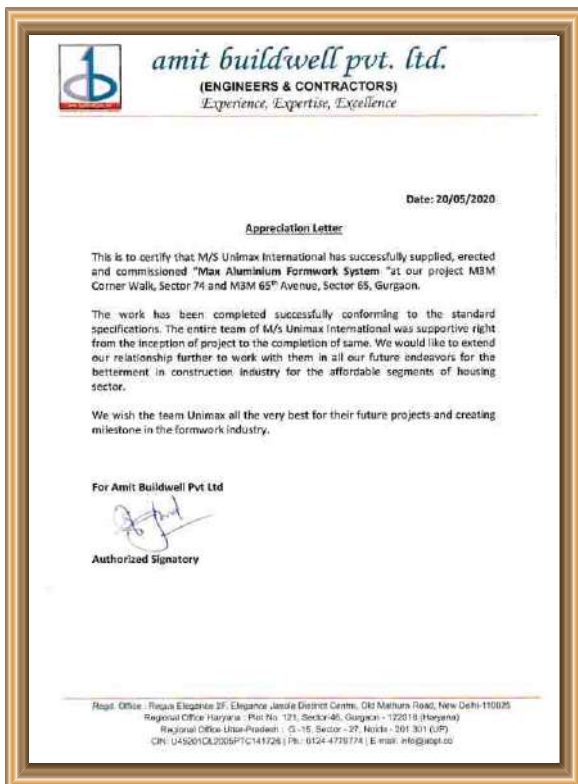 amit buildwell pvt. ltd.
(ENGINEERS & CONTRACTORS)
Experience, Expertise, Excellence
Date: 20/05/2020
Appreciation Letter
This is to certify that M/S Unimax International has successfully supplied, erected
and commissioned "Max Aluminium Formwork System "at our project M3M
Corner Walk, Sector 74 and M3M 65th Avenue, Sector 65, Gurgaon.
The work has been completed successfully conforming to the standard
specifications. The entire team of M/s Unimax International was supportive right
from the inception of project to the completion of same. We would like to extend
our relationship further to work with them in all our future endeavors for the
betterment in construction industry for the affordable segments of housing
sector.
We wish the team Unimax all the very best for their future projects and creating
milestone in the formwork industry.
For Amit Buildwell Pvt Ltd
Authorized Signatory
Regd. Office : Regus Elegance 2F, Elegance Jasola District Centre, Old Mathura Road, New Delhi-110025
Regional Office Haryana : Plot No. 121, Sector-46, Gurgaon - 122018 (Haryana)
Regional Office Uttar-Pradesh : G -15, Sector - 27, Noida - 201 301 (UP)
CIN: U45201DL2005PTC141726 | Ph.: 0124-4779774 | E-mail: